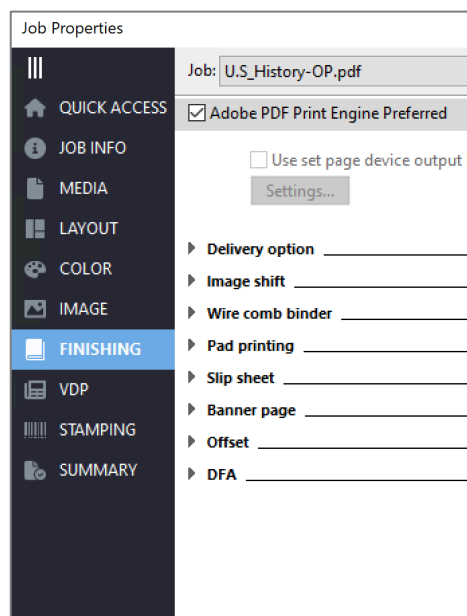 Job Properties
Job: U.S_History-OP.pdf
QUICK ACCESS
Adobe PDF Print Engine Preferred
JOB INFO
Use set page device output
MEDIA
Settings...
LAYOUT
Delivery option
COLOR
Image shift
IMAGE
Wire comb binder
FINISHING
Pad printing
Slip sheet
VDP
Banner page
STAMPING
Offset
SUMMARY
DFA